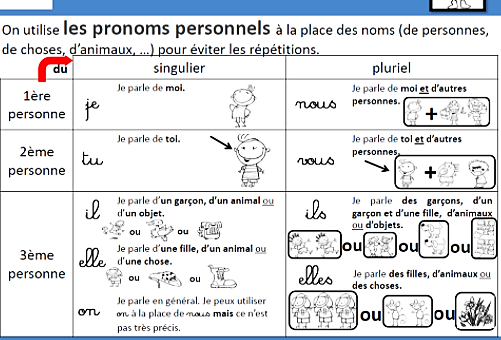 On utilise les pronoms personnels à la place des noms (de personnes,
de choses, d'animaux, ...) pour éviter les répétitions.
du singulier pluriel
1ère
personne
je
Je parle de moi.
nous
Je parle de moi et d'autres
personnes.
+
2ème
personne
tu
Je parle de toi.
vous
Je parle de toi et d'autres
personnes.
+
3ème
personne
il
Je parle d'un garçon, d'un animal ou
d'un objet.
ou ou
elle
Je parle d'une fille, d'un animal ou
d'une chose.
ou ou
on
Je parle en général. Je peux utiliser
on à la place de nous mais ce n'est
pas très précis.
ils
Je parle des garçons, d'un
garçon et d'une fille, d'animaux
ou d'objets.
ou ou ou
elles
Je parle des filles, d'animaux ou
des choses.
ou ou